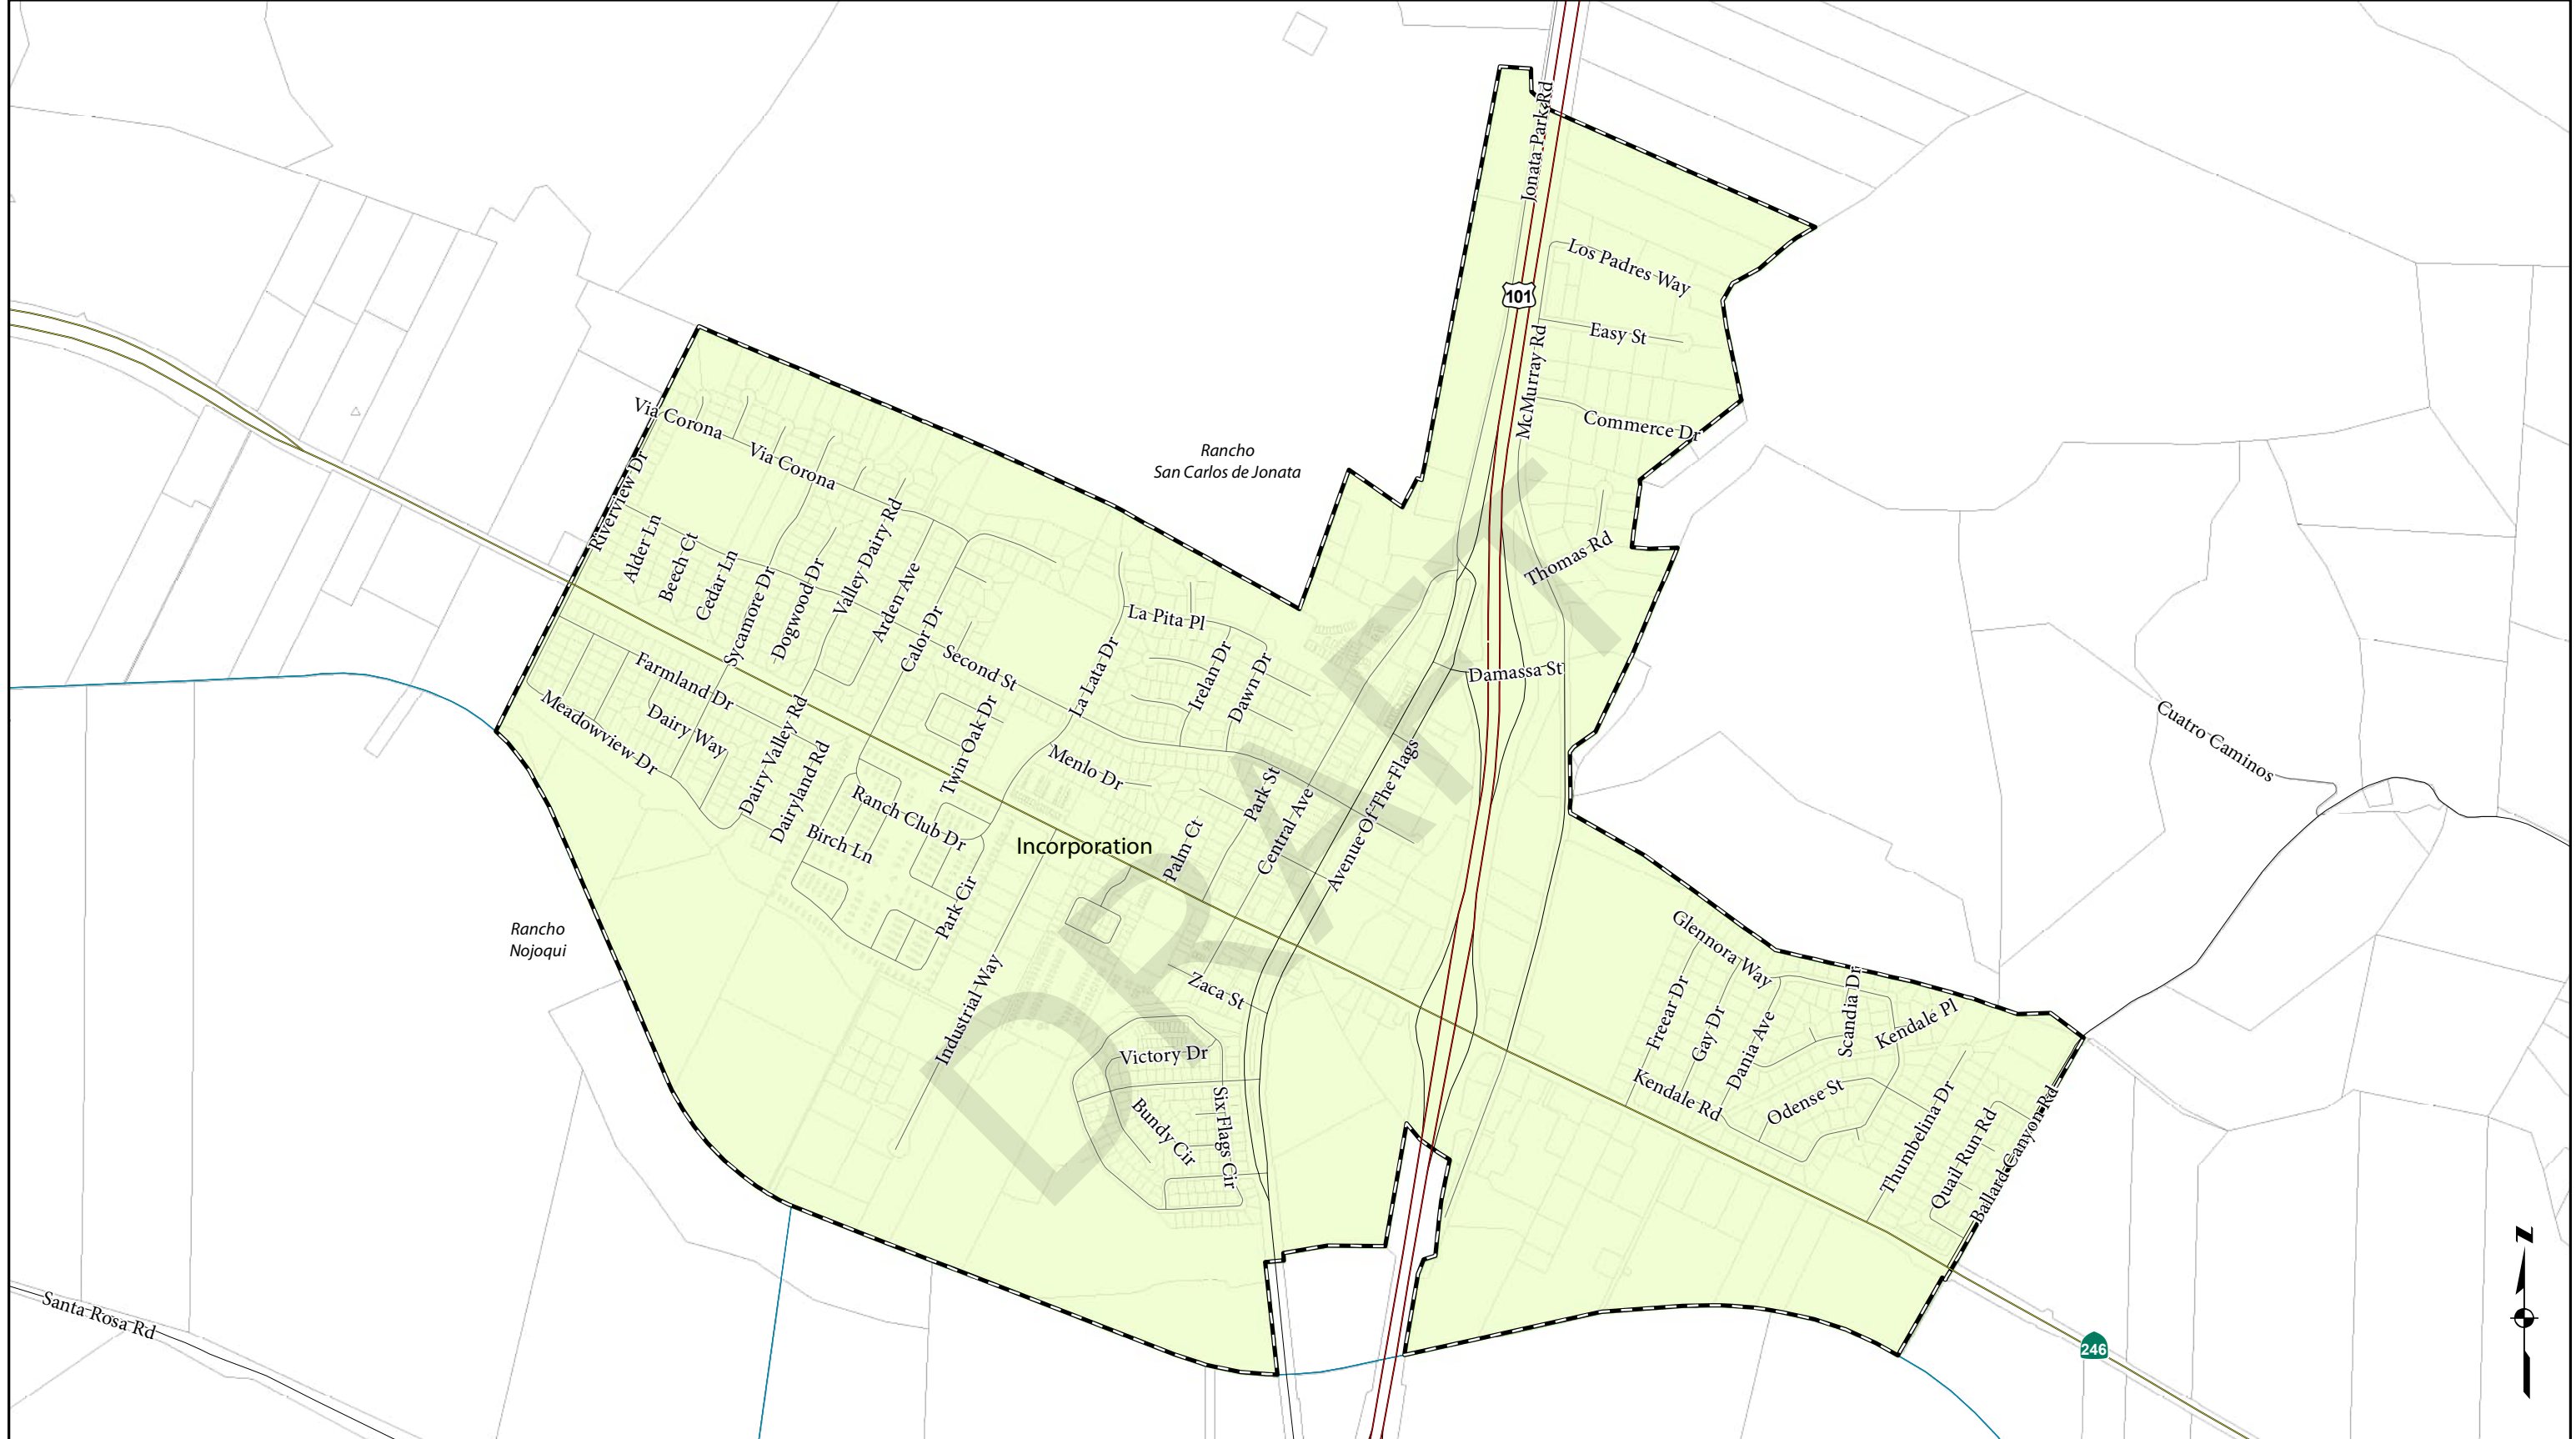 Jonata Park Rd
Los Padres Way
101
Easy St
McMurray Rd
Commerce Dr
Via Corona
Via Corona
Rancho
San Carlos de Jonata
Riverview Dr
Alder Ln
Beech Ct
Cedar Ln
Sycamore Dr
Dogwood Dr
Valley Dairy Rd
Arden Ave
Calor Dr
Thomas Rd
La Pita Pl
Second St
La Lata Dr
Irelan Dr
Dawn Dr
Damassa St
Farmland Dr
Meadowview Dr
Dairy Way
Dairy Valley Rd
Dairyland Rd
Twin Oak Dr
Menlo Dr
Cuatro Caminos
Ranch Club Dr
Birch Ln
Park St
Central Ave
Avenue Of The Flags
Incorporation
Palm Ct
Park Cir
Rancho
Nojoqui
Industrial Way
Zaca St
DRAFT
Glennora Way
Freear Dr
Gay Dr
Dania Ave
Scandia Dr
Kendale Pl
Victory Dr
Bundy Cir
Six Flags Cir
Kendale Rd
Odense St
Thumbelina Dr
Quail Run Rd
Ballard Canyon Rd
Santa Rosa Rd
246
N